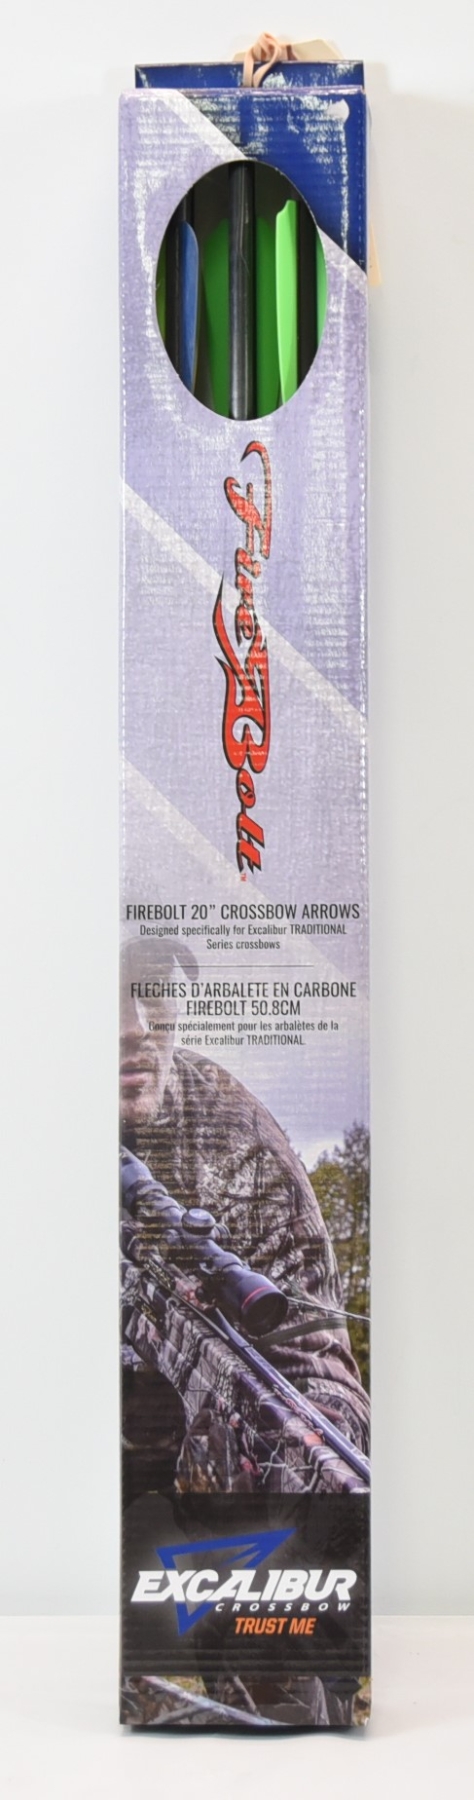 FireBolt™
FIREBOLT 20” CROSSBOW ARROWS
Designed specifically for Excalibur TRADITIONAL
Series crossbows
FLECHES D'ARBALETE EN CARBONE
FIREBOLT 50.8CM
Conçu spécialement pour les arbalètes de la
série Excalibur TRADITIONAL.
EXCALIBUR
CROSSBOW
TRUST ME